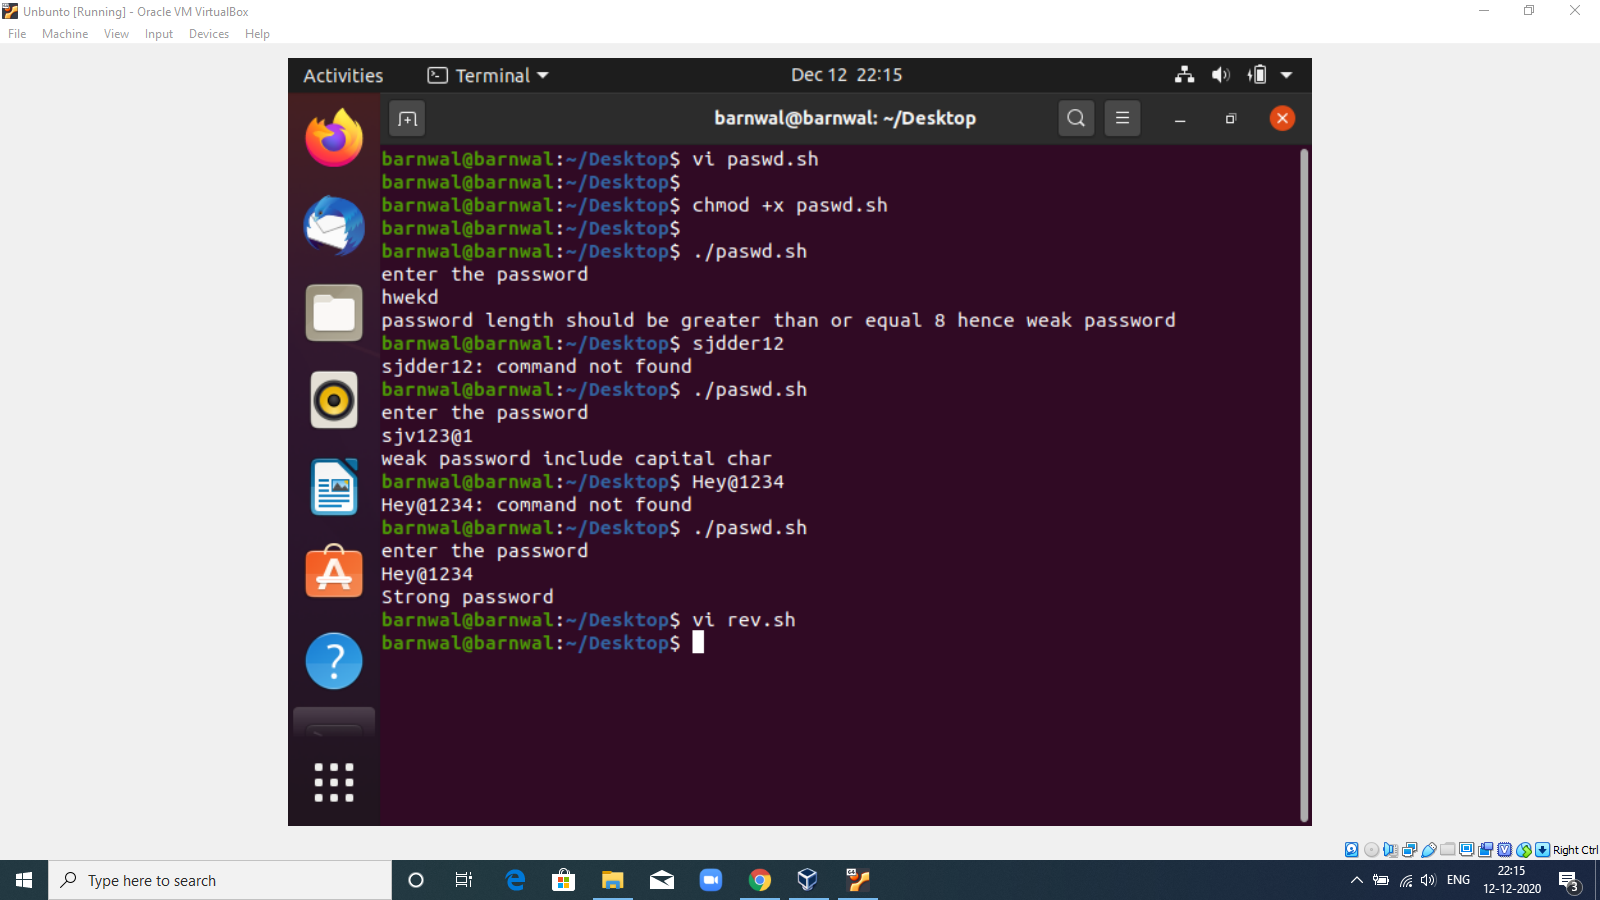 Unbunto [Running] - Oracle VM VirtualBox
File Machine View Input Devices Help
Activities Terminal Dec 12 22:15
barnwal@barnwal: ~/Desktop
barnwal@barnwal:~/Desktop$ vi paswd.sh
barnwal@barnwal:~/Desktop$
barnwal@barnwal:~/Desktop$ chmod +x paswd.sh
barnwal@barnwal:~/Desktop$
barnwal@barnwal:~/Desktop$ ./paswd.sh
enter the password
hwekd
password length should be greater than or equal 8 hence weak password
barnwal@barnwal:~/Desktop$ sjdder12
sjdder12: command not found
barnwal@barnwal:~/Desktop$ ./paswd.sh
enter the password
sjv123@1
weak password include capital char
barnwal@barnwal:~/Desktop$ Hey@1234
Hey@1234: command not found
barnwal@barnwal:~/Desktop$ ./paswd.sh
enter the password
Hey@1234
Strong password
barnwal@barnwal:~/Desktop$ vi rev.sh
barnwal@barnwal:~/Desktop$
Right Ctrl
Type here to search
ENG
22:15
12-12-2020
3